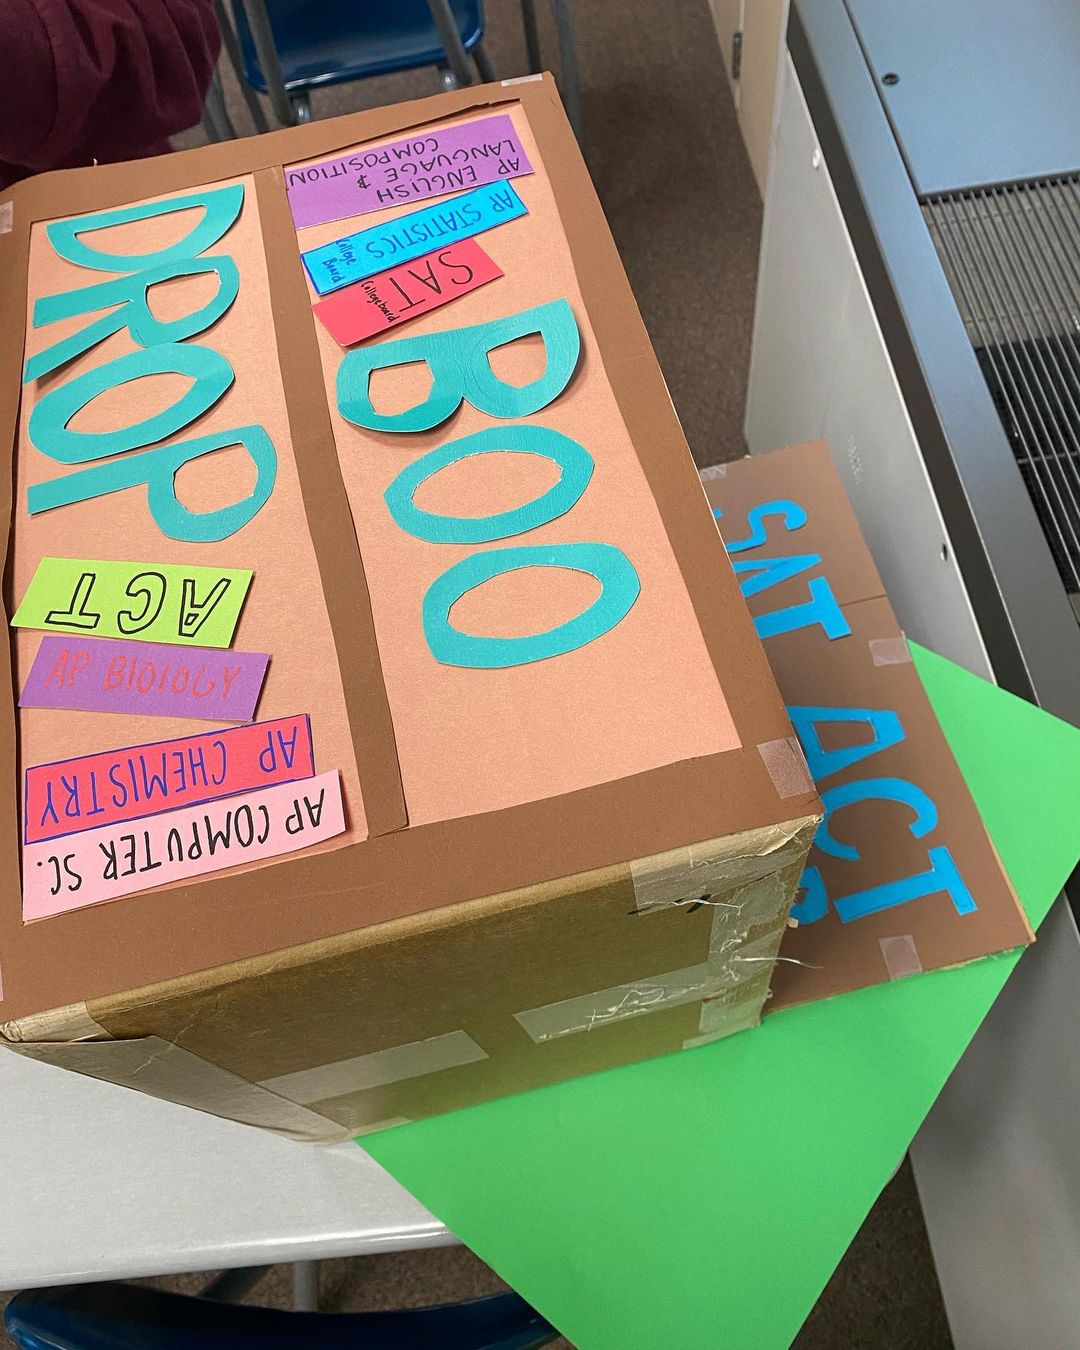 AP ENGLISH
LANGUAGE &
COMPOSITION
AP STATISTICS
College
Board
SAT
Collegeboard
BOO
DROP
ACT
AP BIOlOGY
AP CHEMISTRY
AP COMPUTER SC.
SAT ACT